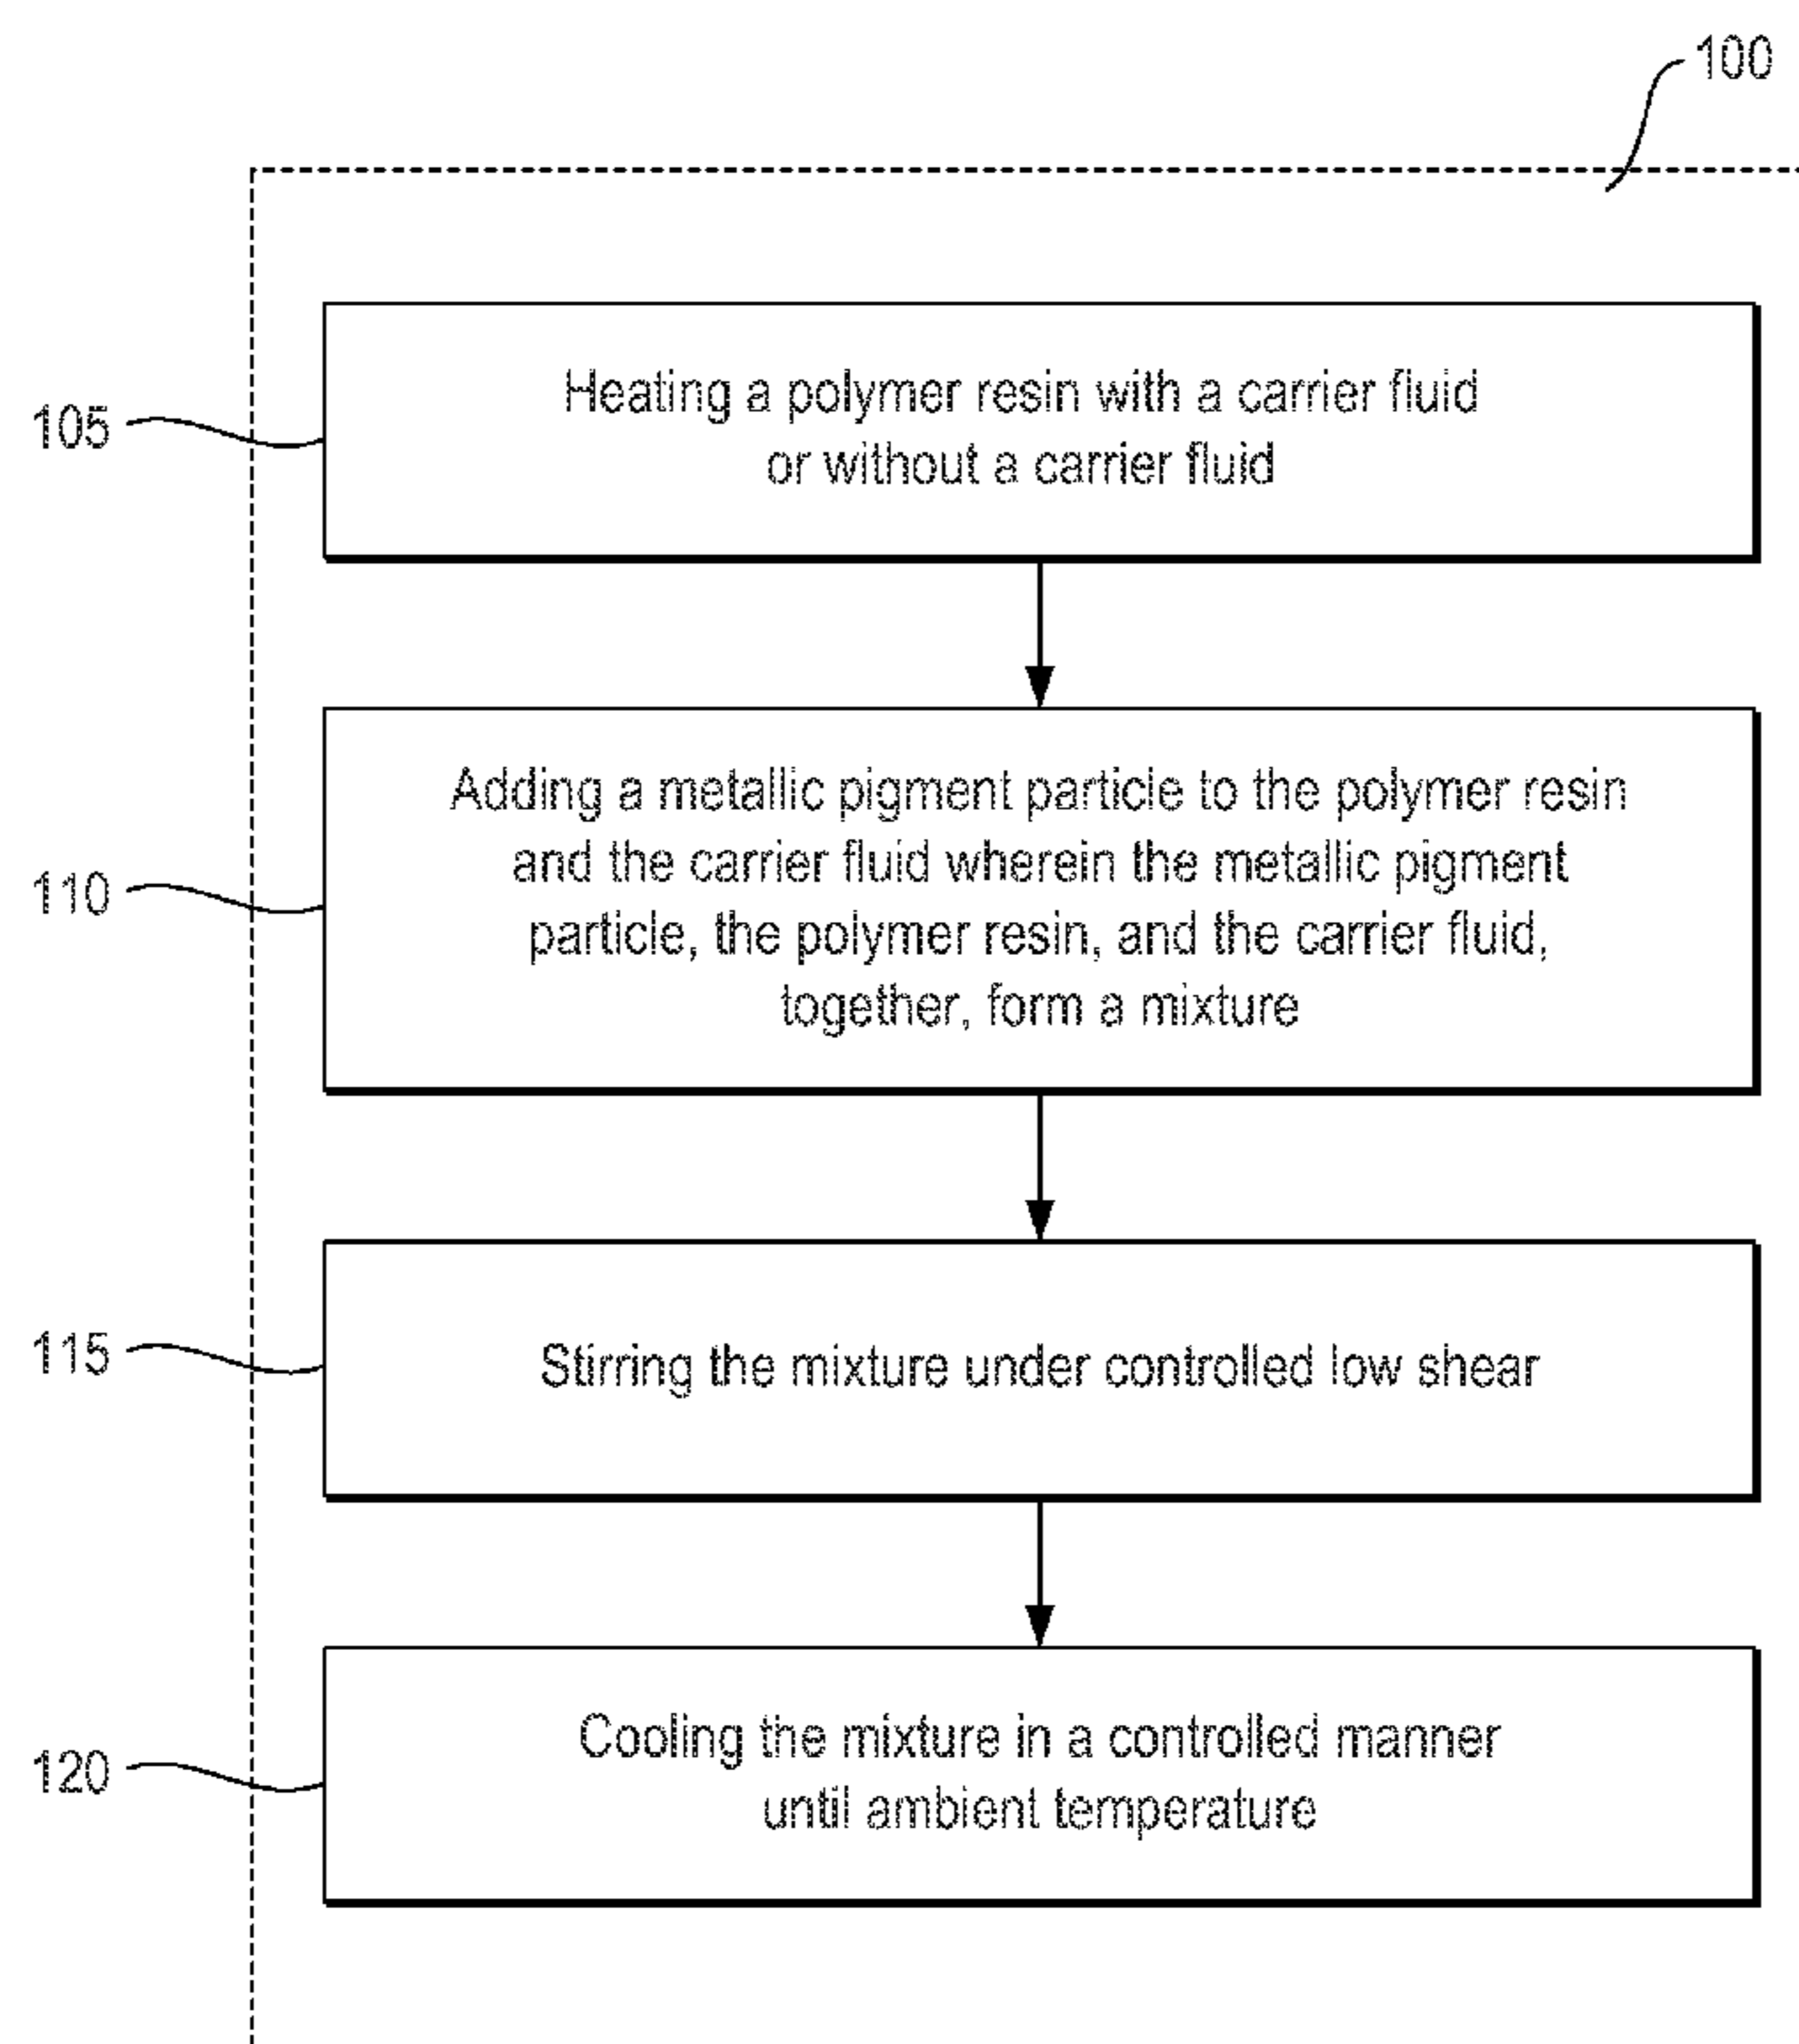 100
105
Heating a polymer resin with a carrier fluid
or without a carrier fluid
110
Adding a metallic pigment particle to the polymer resin
and the carrier fluid wherein the metallic pigment
particle, the polymer resin, and the carrier fluid,
together, form a mixture
115
Stirring the mixture under controlled low shear
120
Cooling the mixture in a controlled manner
until ambient temperature